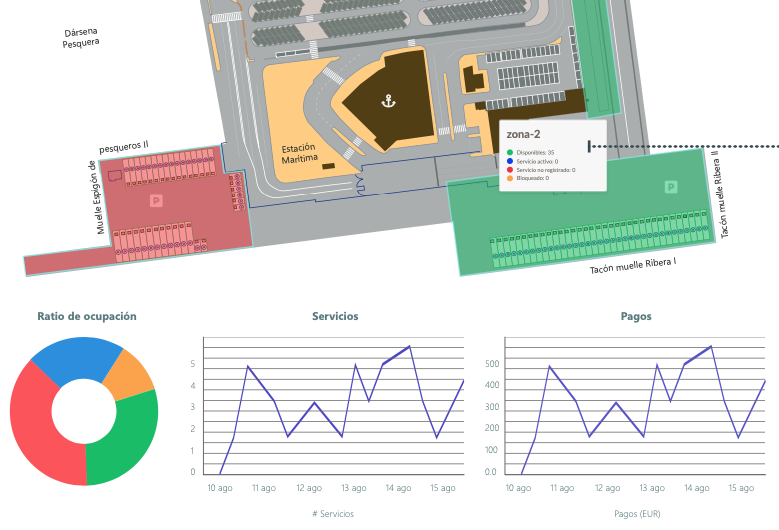 Dársena
Pesquera
Estación
Marítima
pesqueros II
Muelle Espigón de
zona-2
Disponibles: 35
Servicio activo: 0
Servicio no registrado: 0
Bloqueado: 0
P
P
Tacón muelle Ribera II
Tacón muelle Ribera I
Ratio de ocupación
Servicios
5
4
3
2
1
0
10 ago 11 ago 12 ago 13 ago 14 ago 15 ago
# Servicios
Pagos
500
400
300
200
100
0.0
10 ago 11 ago 12 ago 13 ago 14 ago 15 ago
Pagos (EUR)